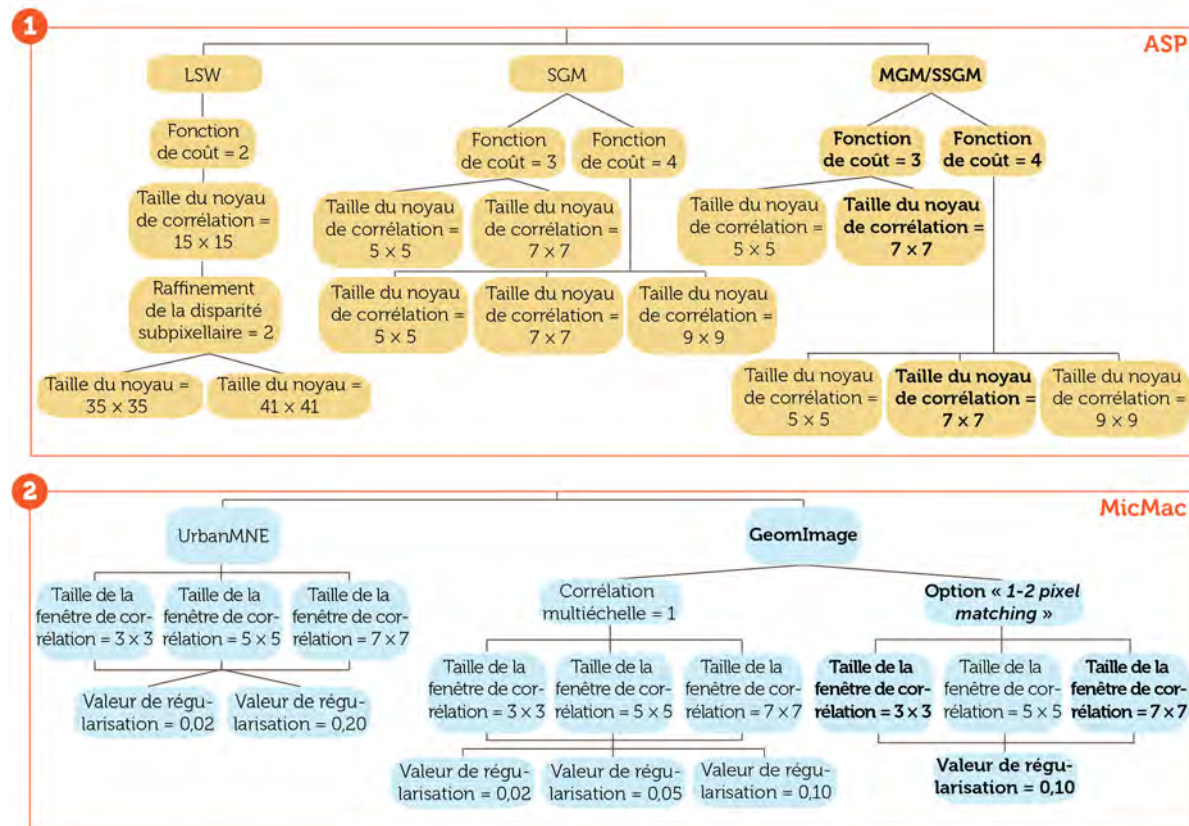 1
ASP
LSW
SGM
MGM/SSGM
Fonction
de coût = 2
Fonction
de coût = 3
Fonction
de coût = 4
Fonction
de coût = 3
Fonction
de coût = 4
Taille du noyau
de corrélation =
15 × 15
Taille du noyau
de corrélation =
5 × 5
Taille du noyau
de corrélation =
7 × 7
Taille du noyau
de corrélation =
5 × 5
Taille du noyau
de corrélation =
7 × 7
Raffinement
de la disparité
subpixellaire = 2
Taille du noyau
de corrélation =
5 × 5
Taille du noyau
de corrélation =
7 × 7
Taille du noyau
de corrélation =
9 × 9
Taille du noyau =
35 × 35
Taille du noyau =
41 × 41
Taille du noyau
de corrélation =
5 × 5
Taille du noyau
de corrélation =
7 × 7
Taille du noyau
de corrélation =
9 × 9
2
MicMac
UrbanMNE
GeomImage
Taille de la
fenêtre de cor-
rélation = 3 × 3
Taille de la
fenêtre de cor-
rélation = 5 × 5
Taille de la
fenêtre de cor-
rélation = 7 × 7
Corrélation
multiéchelle = 1
Option « 1-2 pixel
matching »
Valeur de régu-
larisation = 0,02
Valeur de régu-
larisation = 0,20
Taille de la
fenêtre de cor-
rélation = 3 × 3
Taille de la
fenêtre de cor-
rélation = 5 × 5
Taille de la
fenêtre de cor-
rélation = 7 × 7
Taille de la
fenêtre de cor-
rélation = 3 × 3
Taille de la
fenêtre de cor-
rélation = 5 × 5
Taille de la
fenêtre de cor-
rélation = 7 × 7
Valeur de régu-
larisation = 0,02
Valeur de régu-
larisation = 0,05
Valeur de régu-
larisation = 0,10
Valeur de régu-
larisation = 0,10